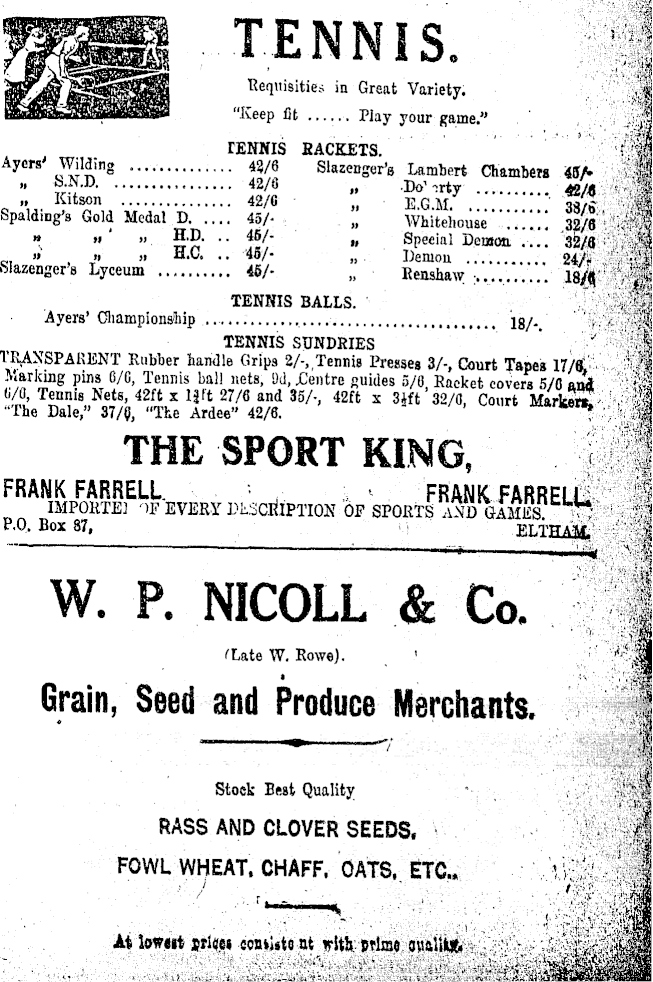 TENNIS.
Requisities in Great Variety.
"Keep fit ...... Play your game."
TENNIS RACKETS.
Ayers' Wilding .............. 42/6
„ S.N.D. ............... 42/6
„ Kitson ............... 42/6
Spalding's Gold Medal D. .... 45/-
„ „ „ H.D. .. 45/-
„ „ „ H.C. .. 45/-
Slazenger's Lyceum .......... 45/-
Slazenger's Lambert Chambers 45/-
„ .......... 42/6
„ E.G.M. .......... 38/6
„ Whitehouse ...... 32/6
„ Special Demon .... 32/6
„ Demon ........... 24/-
„ Renshaw .......... 18/6
TENNIS BALLS.
Ayers' Championship ........................................ 18/-.
TENNIS SUNDRIES
TRANSPARENT Rubber handle Grips 2/-, Tennis Presses 3/-, Court Tapes 17/6,
Marking pins 6/6, Tennis ball nets, 9d, Centre guides 5/6, Racket covers 5/6 and
6/6, Tennis Nets, 42ft x 1¾ft 27/6 and 35/-, 42ft x 3½ft 32/6, Court Markers,
"The Dale," 37/6, "The Ardee" 42/6.
THE SPORT KING,
FRANK FARRELL. FRANK FARRELL.
IMPORTER OF EVERY DESCRIPTION OF SPORTS AND GAMES.
P.O. Box 87, ELTHAM.
W. P. NICOLL & Co.
(Late W. Rowe).
Grain, Seed and Produce Merchants.
Stock Best Quality
RASS AND CLOVER SEEDS,
FOWL WHEAT, CHAFF, OATS, ETC.,
At lowest prices consistent with prime quality.